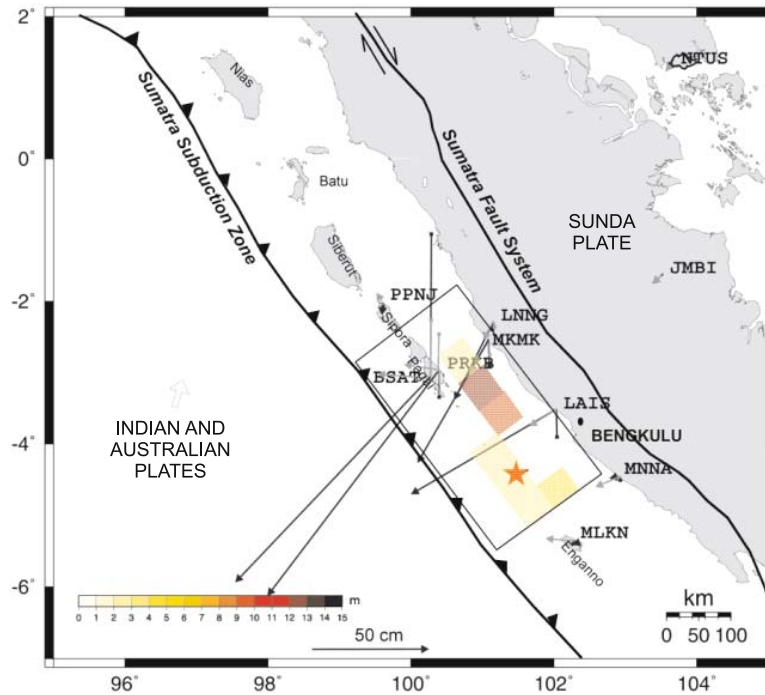 2°
0°
-2°
-4°
-6°
96°
98°
100°
102°
104°
NTUS
Nias
Sumatra Subduction Zone
Sumatra Fault System
Batu
Siberut
SUNDA
PLATE
JMBI
PPNJ
Sipora
LNNG
MKMK
Pagai
PRKB
BSAT
LAIS
BENGKULU
INDIAN AND
AUSTRALIAN
PLATES
MNNA
MLKN
Enganno
0 1 2 3 4 5 6 7 8 9 10 11 12 13 14 15 m
50 cm
km
0 50 100